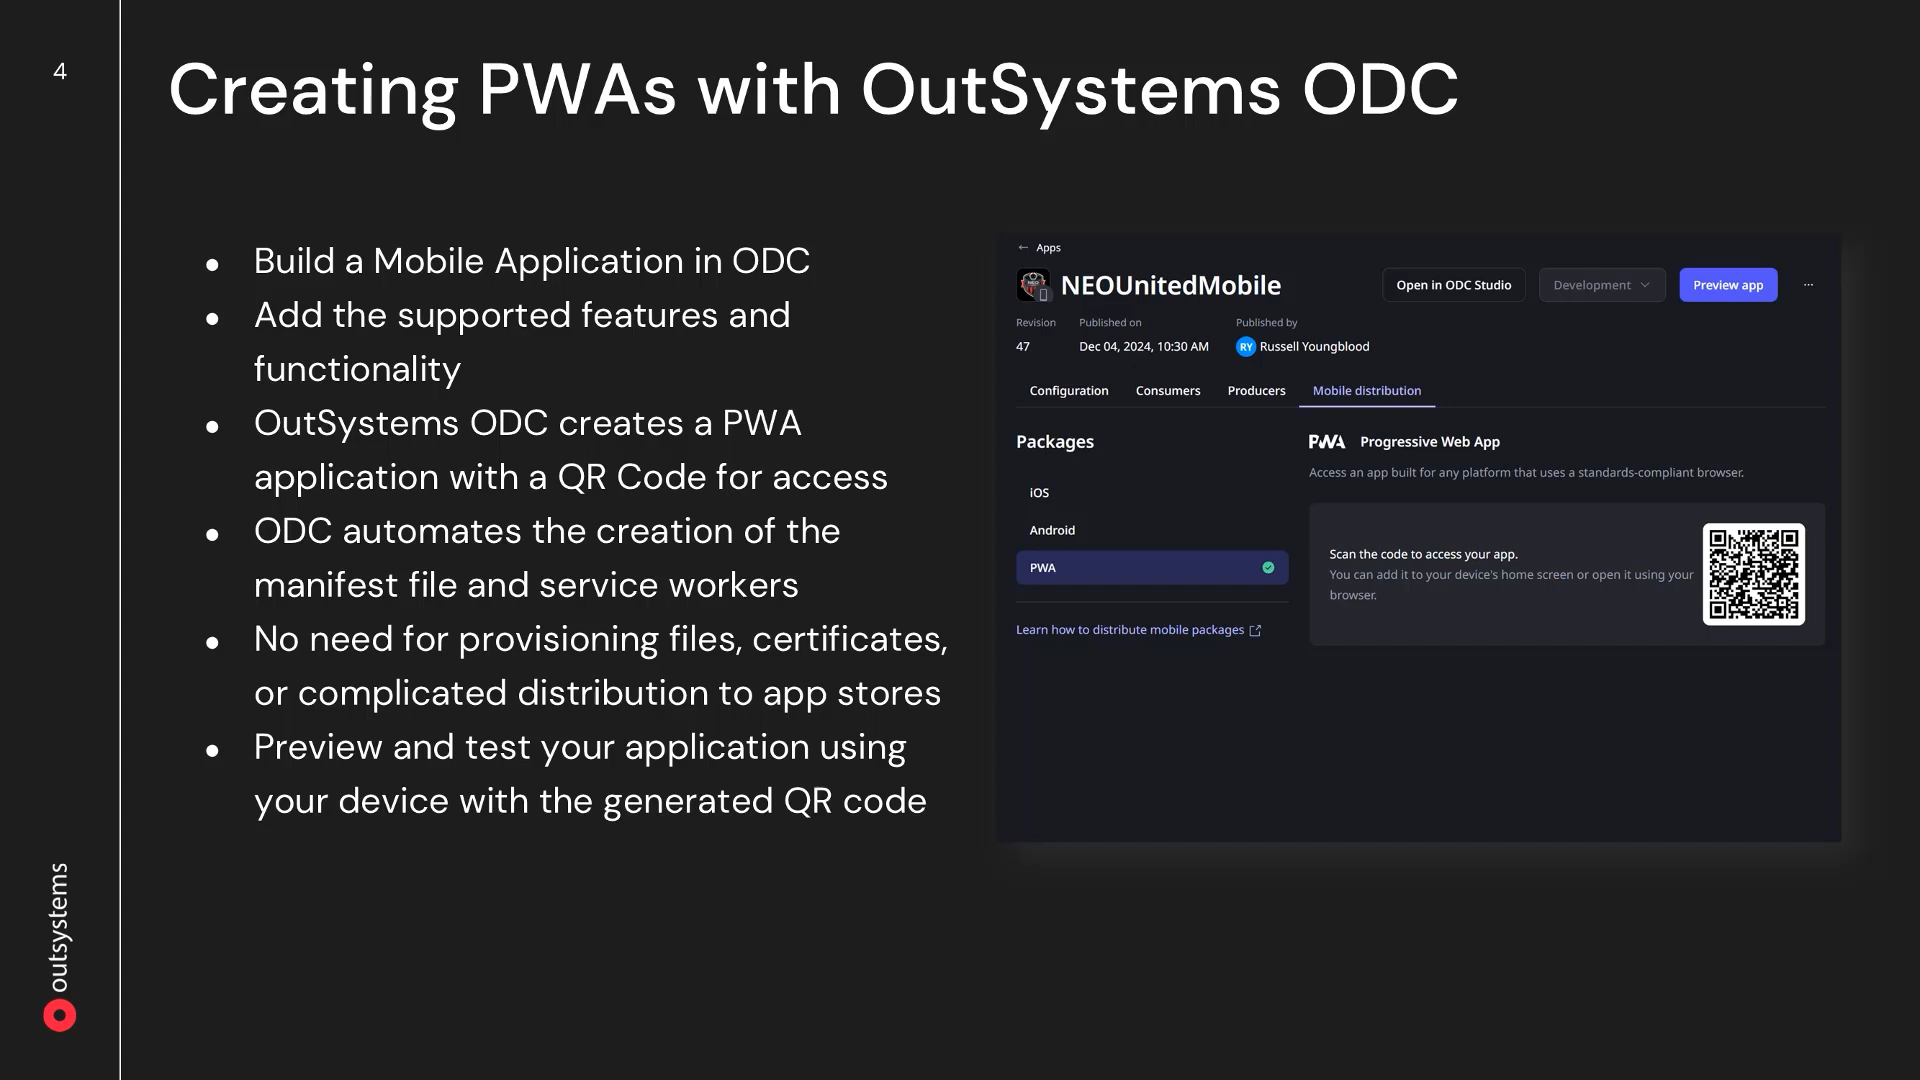 4
Creating PWAs with OutSystems ODC
● Build a Mobile Application in ODC
● Add the supported features and
functionality
● OutSystems ODC creates a PWA
application with a QR Code for access
● ODC automates the creation of the
manifest file and service workers
● No need for provisioning files, certificates,
or complicated distribution to app stores
● Preview and test your application using
your device with the generated QR code
← Apps
NEOUnitedMobile
Open in ODC Studio
Development
Preview app
...
Revision
Published on
Published by
47
Dec 04, 2024, 10:30 AM
RY Russell Youngblood
Configuration
Consumers
Producers
Mobile distribution
Packages
iOS
Android
PWA
Learn how to distribute mobile packages
PWA Progressive Web App
Access an app built for any platform that uses a standards-compliant browser.
Scan the code to access your app.
You can add it to your device's home screen or open it using your
browser.
outsystems